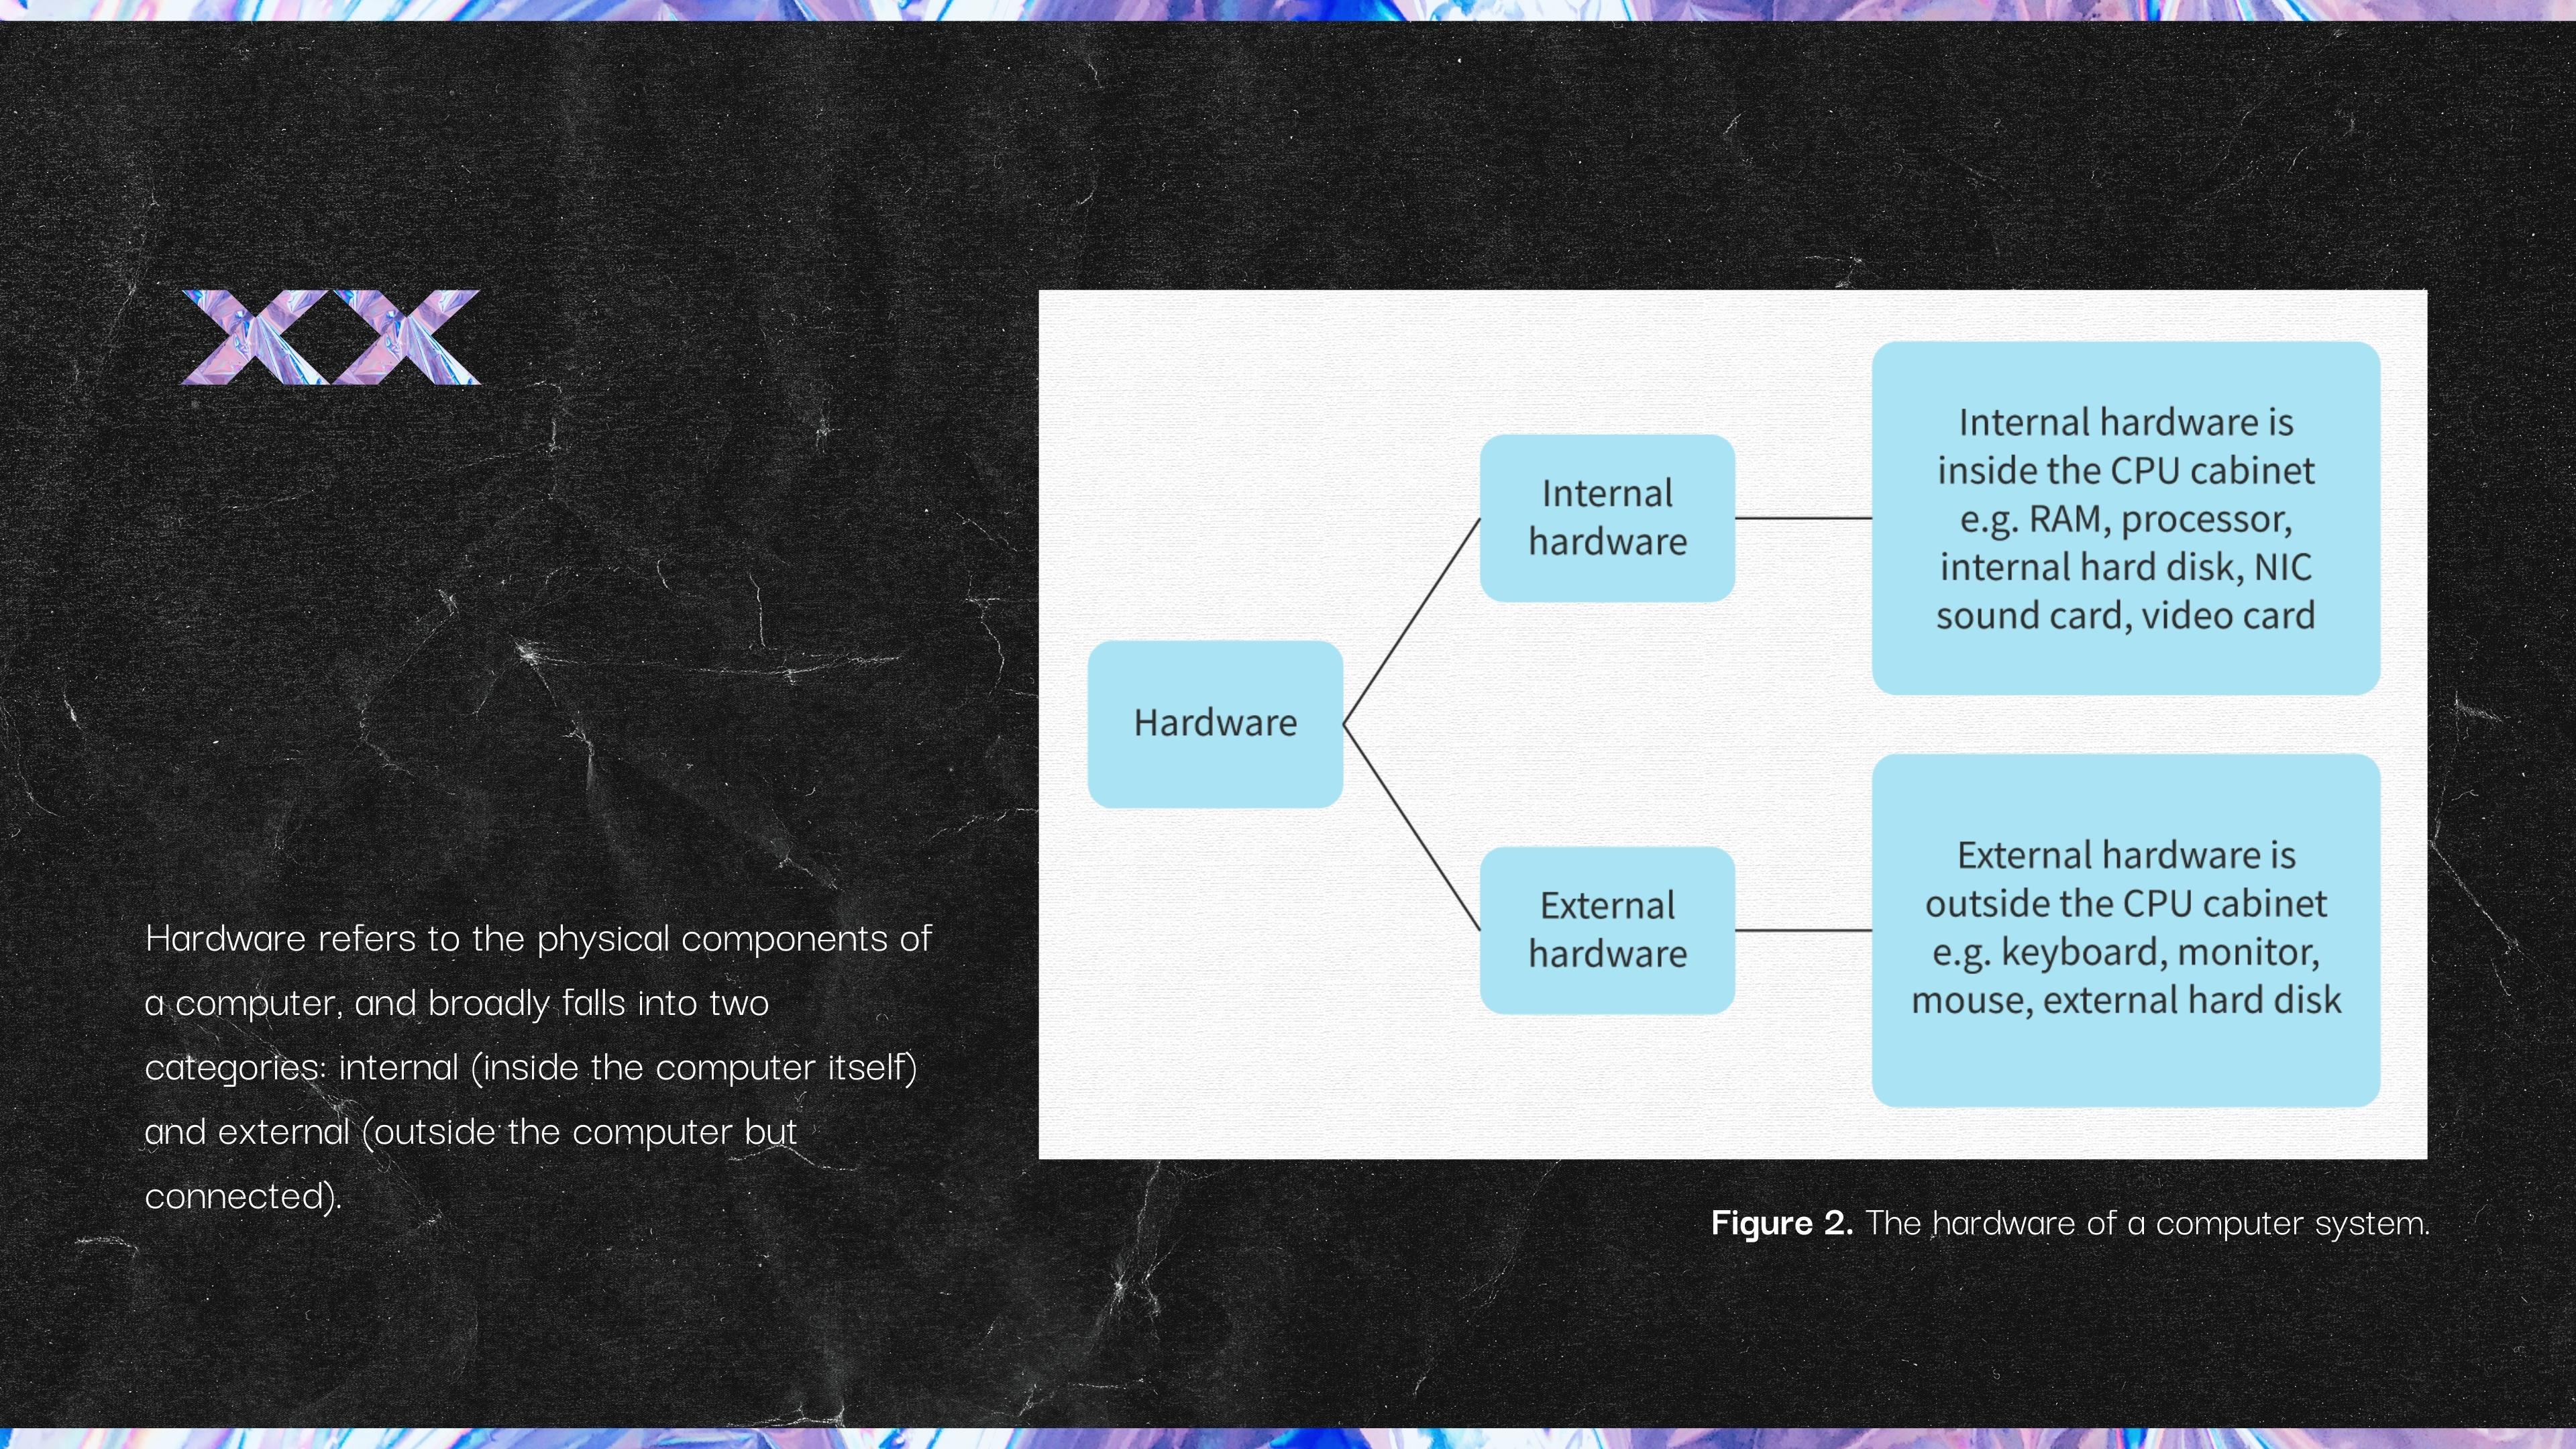 XX
Hardware refers to the physical components of
a computer, and broadly falls into two
categories: internal (inside the computer itself)
and external (outside the computer but
connected).
Hardware
Internal
hardware
Internal hardware is
inside the CPU cabinet
e.g. RAM, processor,
internal hard disk, NIC
sound card, video card
External
hardware
External hardware is
outside the CPU cabinet
e.g. keyboard, monitor,
mouse, external hard disk
Figure 2. The hardware of a computer system.